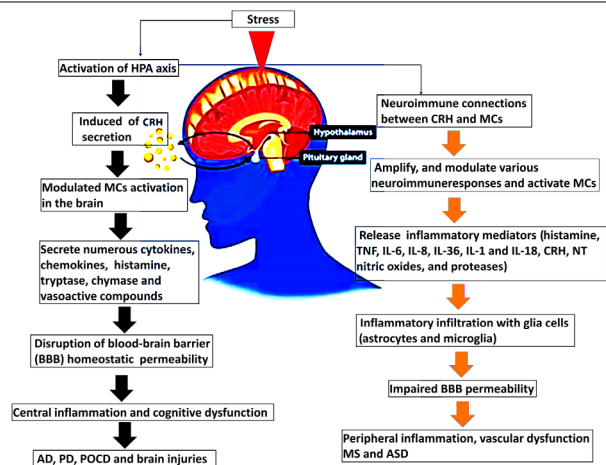 Stress
Activation of HPA axis
Induced of CRH
secretion
Modulated MCs activation
in the brain
Secrete numerous cytokines,
chemokines, histamine,
tryptase, chymase and
vasoactive compounds
Disruption of blood-brain barrier
(BBB) homeostatic permeability
Central inflammation and cognitive dysfunction
AD, PD, POCD and brain injuries
Hypothalamus
Pituitary gland
Neuroimmune connections
between CRH and MCs
Amplify, and modulate various
neuroimmuneresponses and activate MCs
Release inflammatory mediators (histamine,
TNF, IL-6, IL-8, IL-36, IL-1 and IL-18, CRH, NT
nitric oxides, and proteases)
Inflammatory infiltration with glia cells
(astrocytes and microglia)
Impaired BBB permeability
Peripheral inflammation, vascular dysfunction
MS and ASD